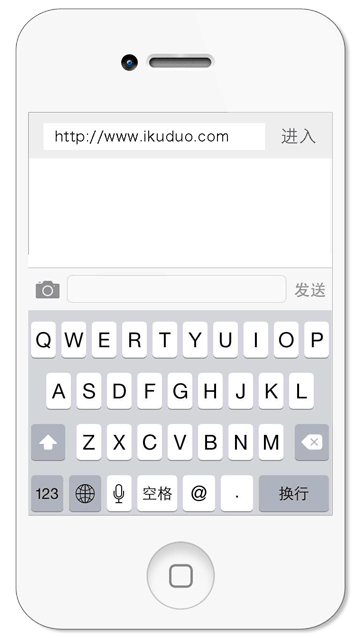 http://www.ikuduo.com 进入
发送
Q W E R T Y U I O P
A S D F G H J K L
Z X C V B N M
123 空格 @ . 换行